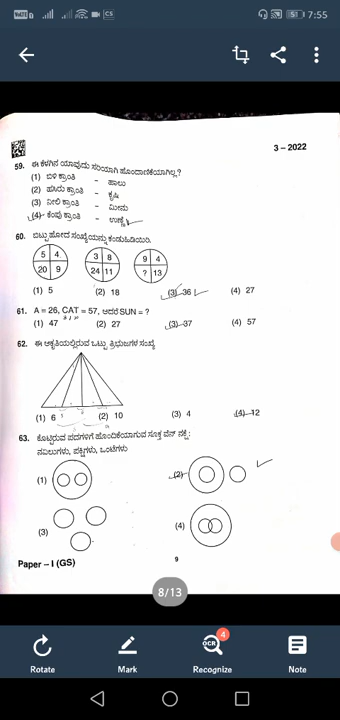 7:55
3 – 2022
59. ಈ ಕೆಳಗಿನ ಯಾವುದು ಸರಿಯಾಗಿ ಹೊಂದಾಣಿಕೆಯಾಗಿಲ್ಲ?
(1) ಬಿಳಿ ಕ್ರಾಂತಿ – ಹಾಲು
(2) ಹಸಿರು ಕ್ರಾಂತಿ – ಕೃಷಿ
(3) ನೀಲಿ ಕ್ರಾಂತಿ – ಮೀನು
(4) ಕೆಂಪು ಕ್ರಾಂತಿ – ಉಣ್ಣೆ
60. ಬಿಟ್ಟು ಹೋದ ಸಂಖ್ಯೆಯನ್ನು ಕಂಡುಹಿಡಿಯಿರಿ.
5 4 3 8 9 4
20 9 24 11 ? 13
(1) 5 (2) 18 (3) 36 (4) 27
61. A = 26, CAT = 57, ಆದರೆ SUN = ?
(1) 47 (2) 27 (3) 37 (4) 57
62. ಈ ಆಕೃತಿಯಲ್ಲಿರುವ ಒಟ್ಟು ತ್ರಿಭುಜಗಳ ಸಂಖ್ಯೆ
(1) 6 (2) 10 (3) 4 (4) 12
63. ಕೊಟ್ಟಿರುವ ಪದಗಳಿಗೆ ಹೊಂದಿಕೆಯಾಗುವ ಸೂಕ್ತ ವೆನ್ ನಕ್ಷೆ :
ನವಿಲುಗಳು, ಪಕ್ಷಿಗಳು, ಒಂಟೆಗಳು
(1) (2)
(3) (4)
Paper – I (GS) 9
8/13
OCR 4
Rotate Mark Recognize Note